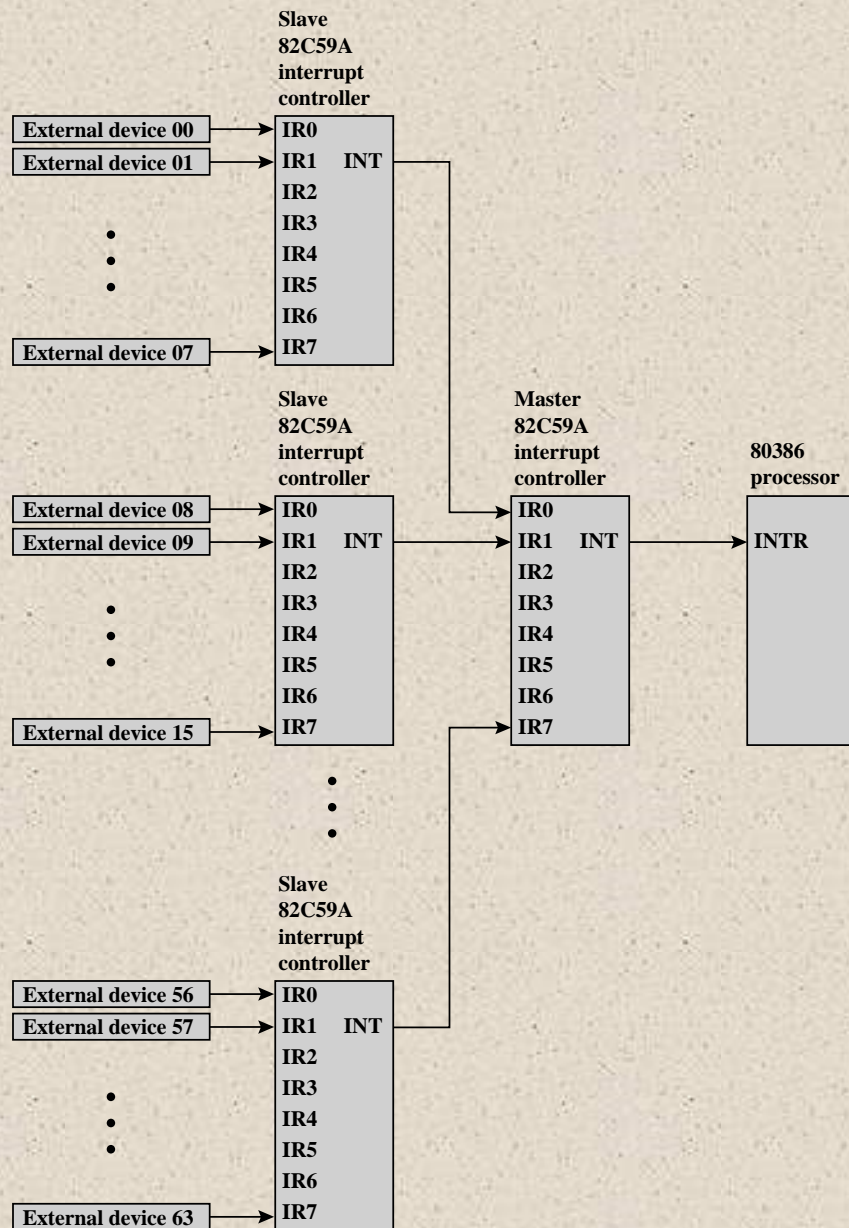 Slave
82C59A
interrupt
controller
External device 00
External device 01
External device 07
IR0
IR1 INT
IR2
IR3
IR4
IR5
IR6
IR7
Slave
82C59A
interrupt
controller
External device 08
External device 09
External device 15
IR0
IR1 INT
IR2
IR3
IR4
IR5
IR6
IR7
Master
82C59A
interrupt
controller
IR0
IR1 INT
IR2
IR3
IR4
IR5
IR6
IR7
80386
processor
INTR
Slave
82C59A
interrupt
controller
External device 56
External device 57
External device 63
IR0
IR1 INT
IR2
IR3
IR4
IR5
IR6
IR7